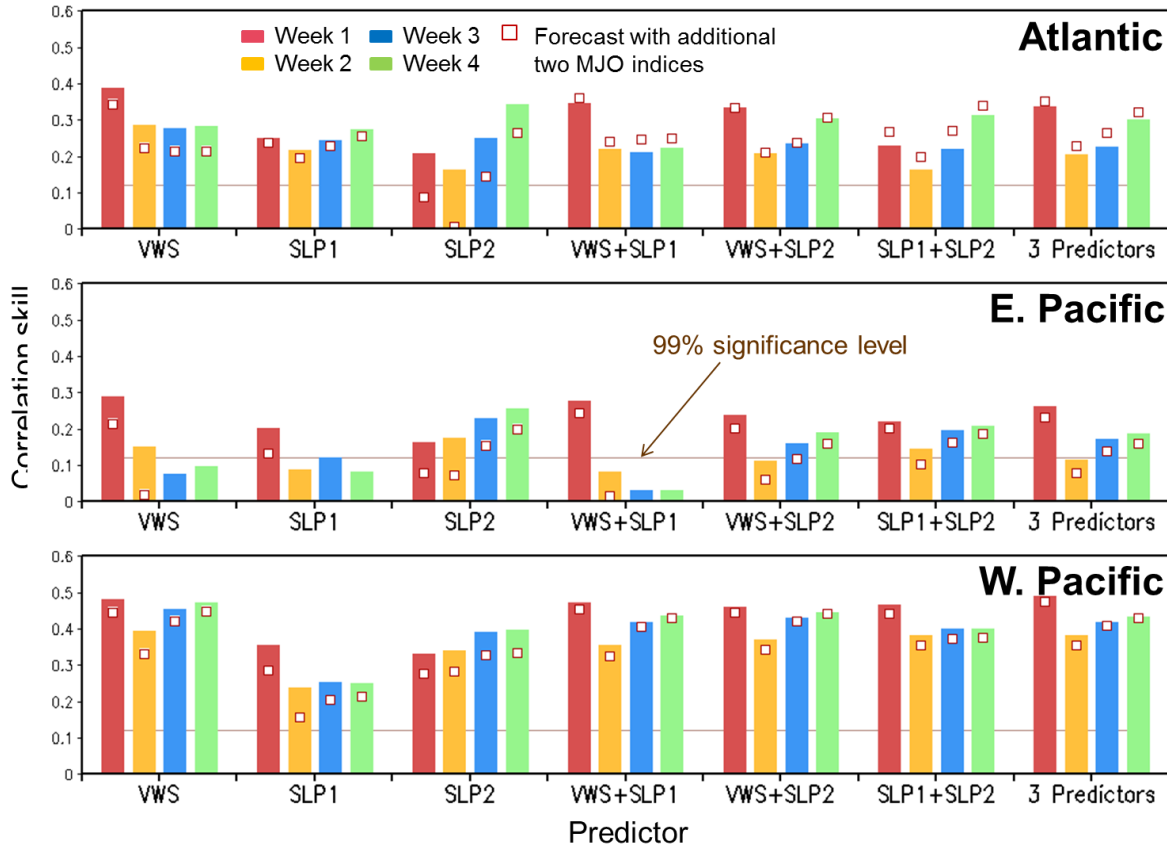 0.6
0.5
0.4
0.3
0.2
0.1
0
Week 1
Week 3
Forecast with additional
Week 2
Week 4
two MJO indices
Atlantic
VWS
SLP1
SLP2
VWS+SLP1
VWS+SLP2
SLP1+SLP2
3 Predictors
Correlation skill
0.6
0.5
0.4
0.3
0.2
0.1
0
E. Pacific
99% significance level
VWS
SLP1
SLP2
VWS+SLP1
VWS+SLP2
SLP1+SLP2
3 Predictors
0.6
0.5
0.4
0.3
0.2
0.1
0
W. Pacific
VWS
SLP1
SLP2
VWS+SLP1
VWS+SLP2
SLP1+SLP2
3 Predictors
Predictor